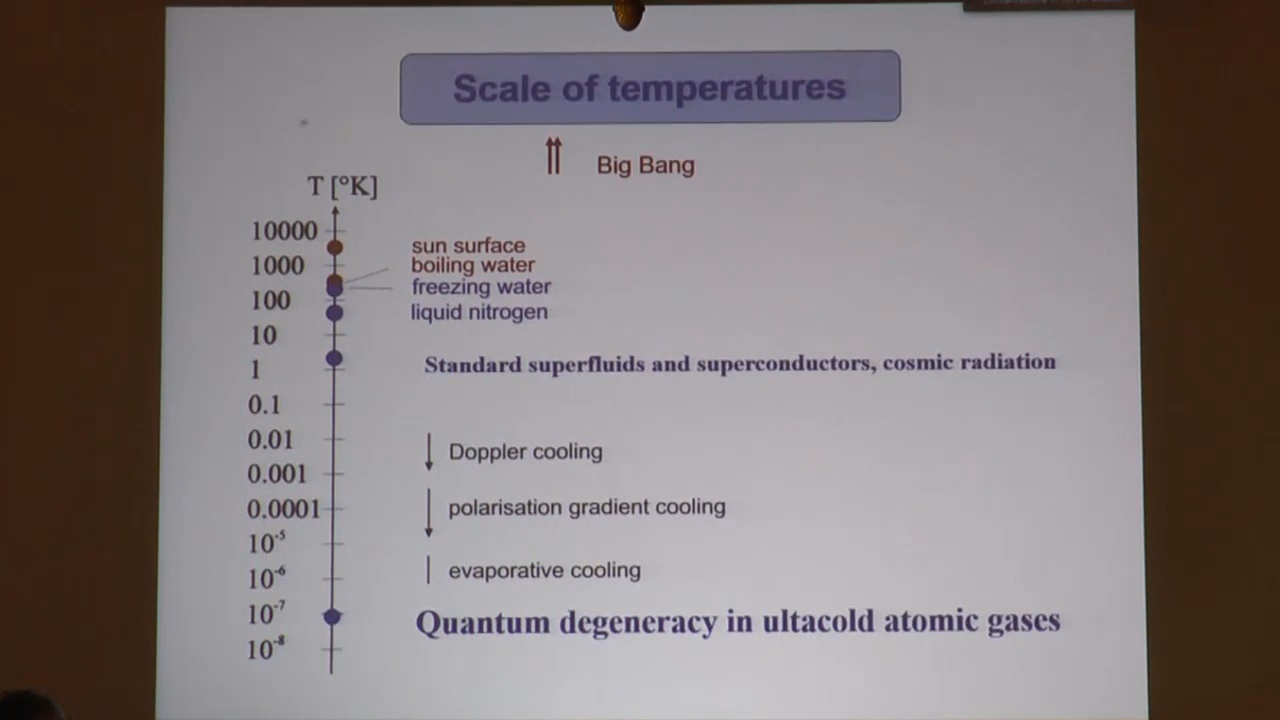 Scale of temperatures
Big Bang
T [°K]
10000
sun surface
1000
boiling water
freezing water
100
liquid nitrogen
10
Standard superfluids and superconductors, cosmic radiation
1
0.1
0.01
Doppler cooling
0.001
0.0001
polarisation gradient cooling
10⁻⁵
10⁻⁶
evaporative cooling
10⁻⁷
Quantum degeneracy in ultacold atomic gases
10⁻⁸